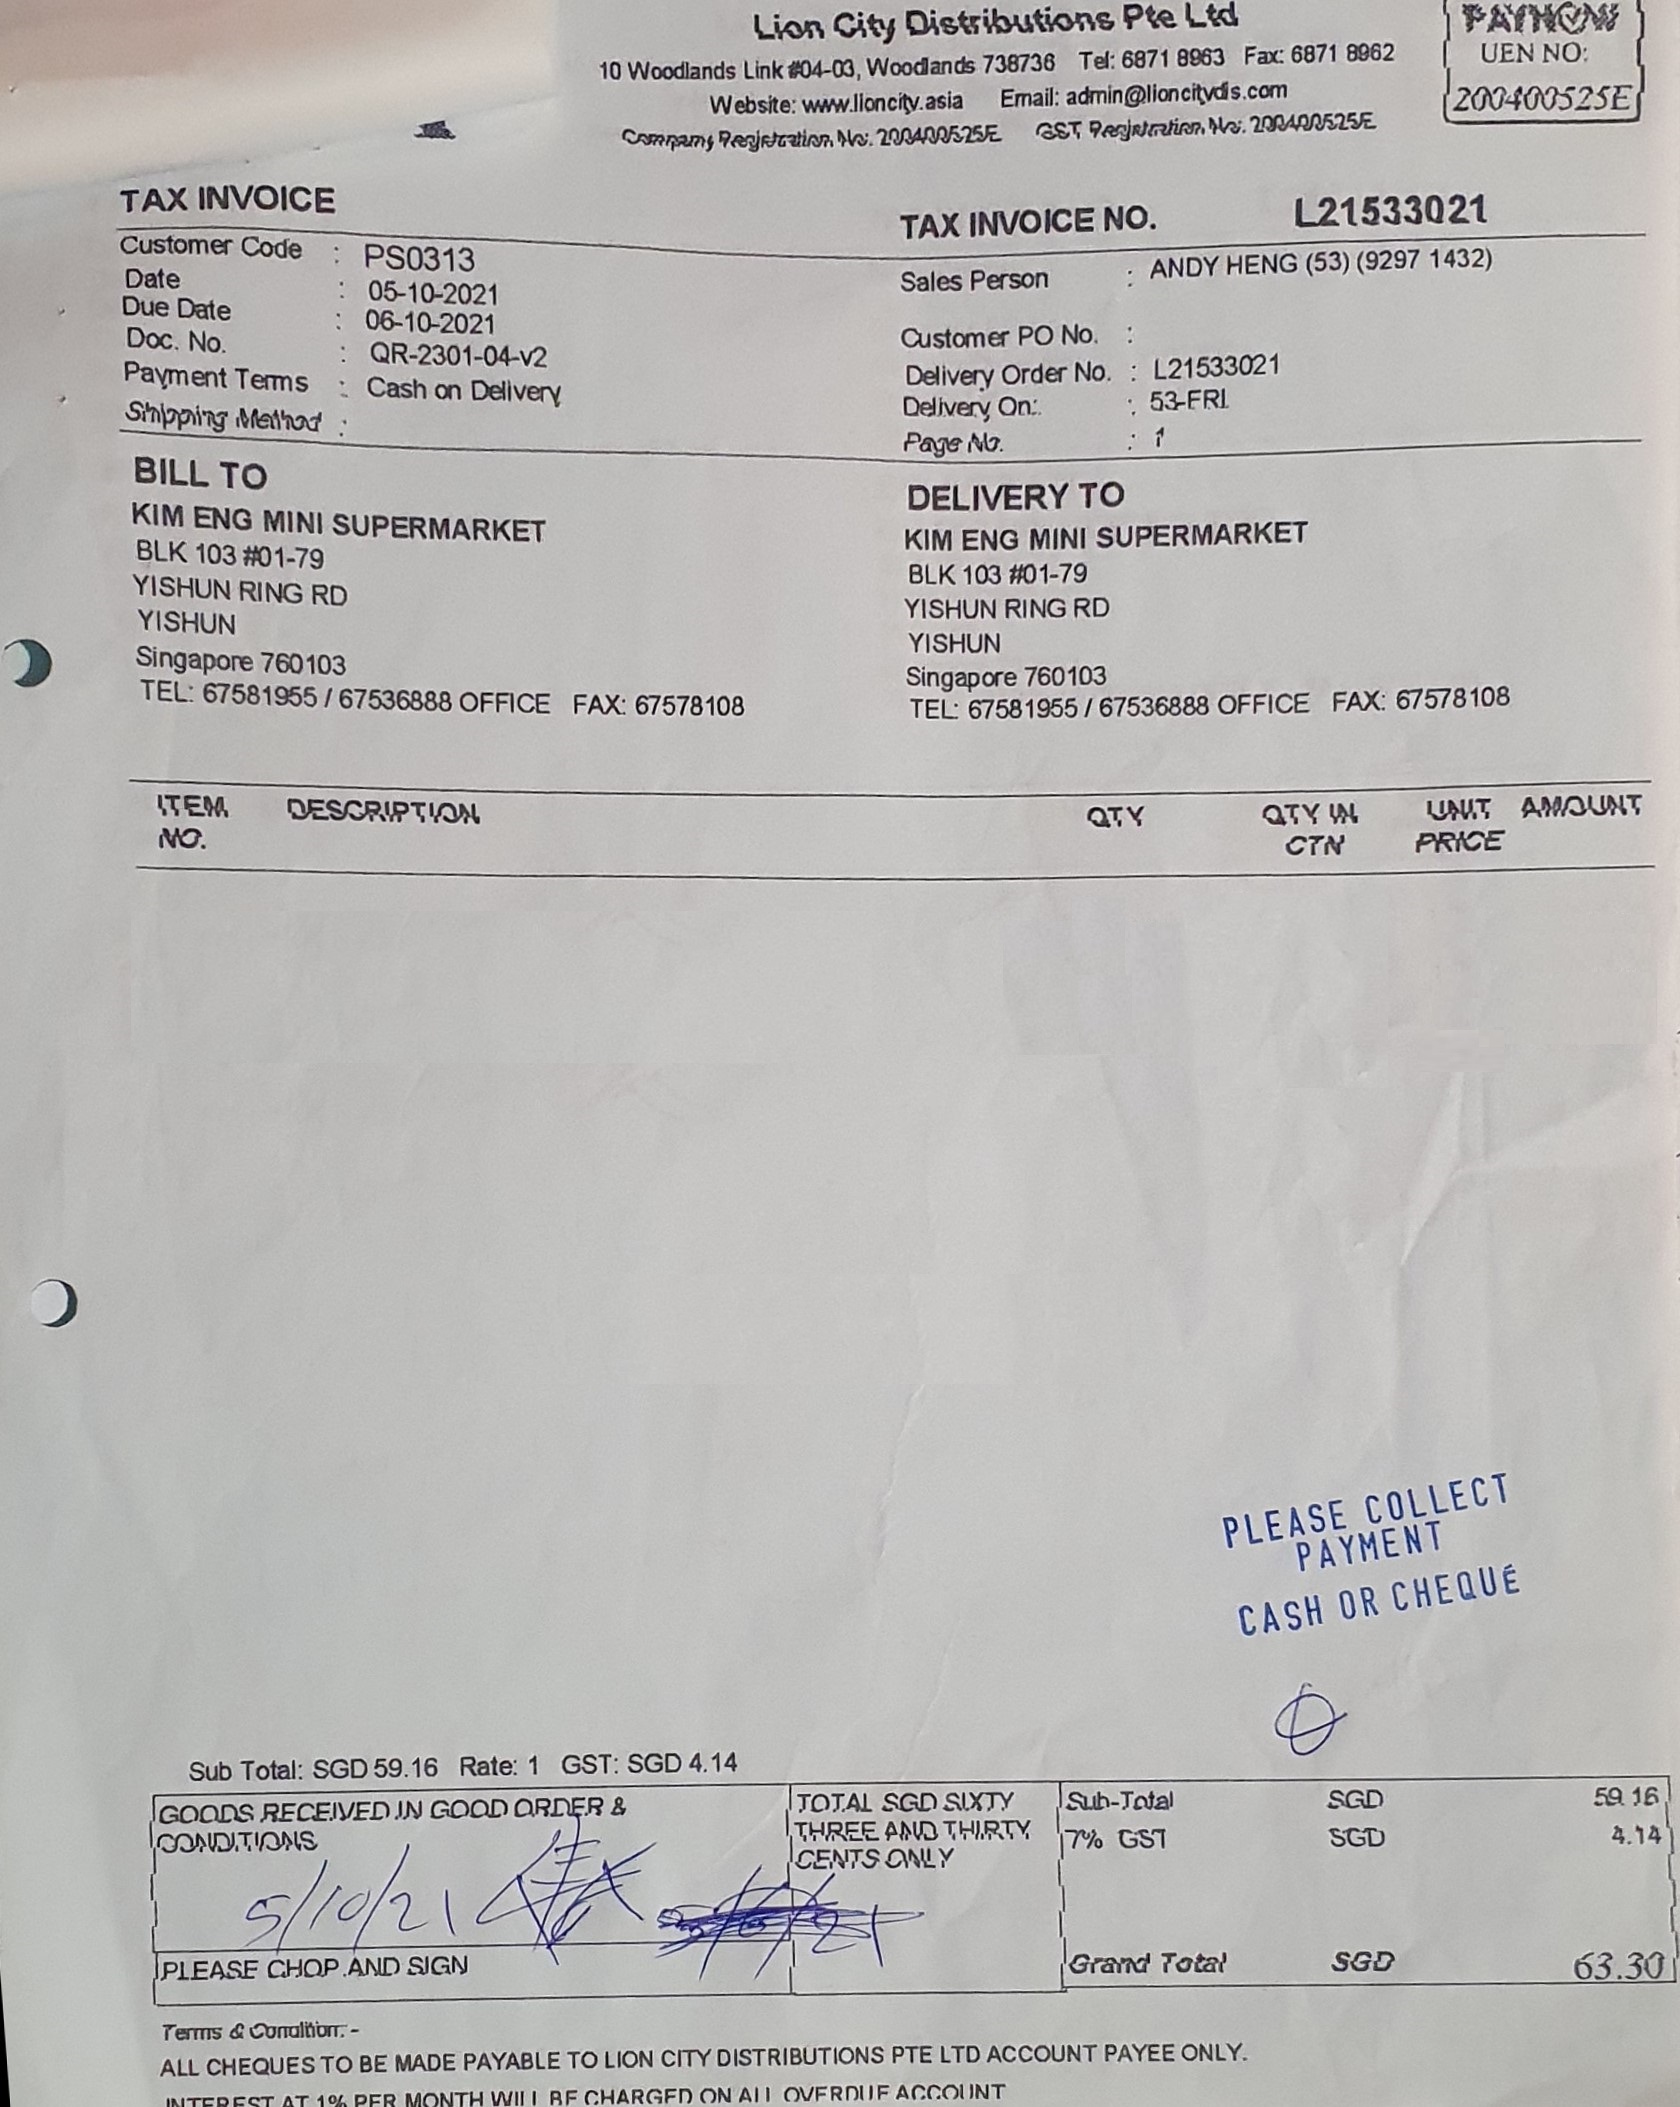 Lion City Distributions Pte Ltd
10 Woodlands Link #04-03, Woodlands 738736 Tel: 6871 8963 Fax: 6871 8962
Website: www.lioncity.asia Email: admin@lioncitydis.com
Company Registration No: 200400525E GST Registration No: 200400525E
PAYNOW
UEN NO:
200400525E
TAX INVOICE
TAX INVOICE NO. L21533021
Customer Code : PS0313
Date : 05-10-2021
Due Date : 06-10-2021
Doc. No. : QR-2301-04-v2
Payment Terms : Cash on Delivery
Shipping Method :
Sales Person : ANDY HENG (53) (9297 1432)
Customer PO No. :
Delivery Order No. : L21533021
Delivery On: : 53-FRI
Page No. : 1
BILL TO
KIM ENG MINI SUPERMARKET
BLK 103 #01-79
YISHUN RING RD
YISHUN
Singapore 760103
TEL: 67581955 / 67536888 OFFICE FAX: 67578108
DELIVERY TO
KIM ENG MINI SUPERMARKET
BLK 103 #01-79
YISHUN RING RD
YISHUN
Singapore 760103
TEL: 67581955 / 67536888 OFFICE FAX: 67578108
ITEM DESCRIPTION QTY QTY IN UNIT AMOUNT
NO. CTN PRICE
PLEASE COLLECT
PAYMENT
CASH OR CHEQUE
Sub Total: SGD 59.16 Rate: 1 GST: SGD 4.14
GOODS RECEIVED IN GOOD ORDER &
CONDITIONS
5/10/21
PLEASE CHOP AND SIGN
TOTAL SGD SIXTY
THREE AND THIRTY
CENTS ONLY
Sub-Total SGD 59.16
7% GST SGD 4.14
Grand Total SGD 63.30
Terms & Condition: -
ALL CHEQUES TO BE MADE PAYABLE TO LION CITY DISTRIBUTIONS PTE LTD ACCOUNT PAYEE ONLY.
INTEREST AT 1% PER MONTH WILL BE CHARGED ON ALL OVERDUE ACCOUNT